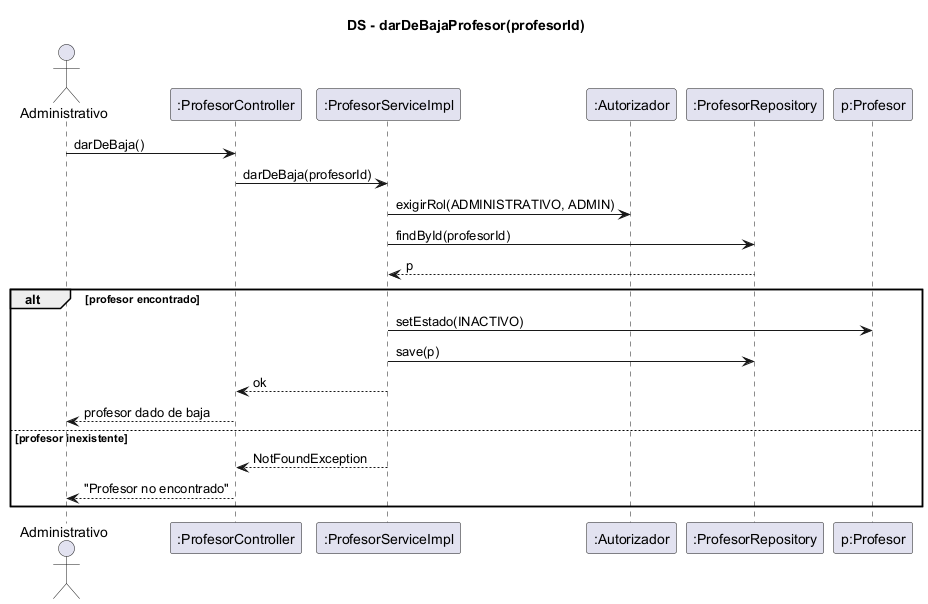 DS - darDeBajaProfesor(profesorId)
Administrativo
:ProfesorController
:ProfesorServiceImpl
:Autorizador
:ProfesorRepository
p:Profesor
darDeBaja()
darDeBaja(profesorId)
exigirRol(ADMINISTRATIVO, ADMIN)
findById(profesorId)
p
alt
[profesor encontrado]
setEstado(INACTIVO)
save(p)
ok
profesor dado de baja
[profesor inexistente]
NotFoundException
"Profesor no encontrado"
Administrativo
:ProfesorController
:ProfesorServiceImpl
:Autorizador
:ProfesorRepository
p:Profesor